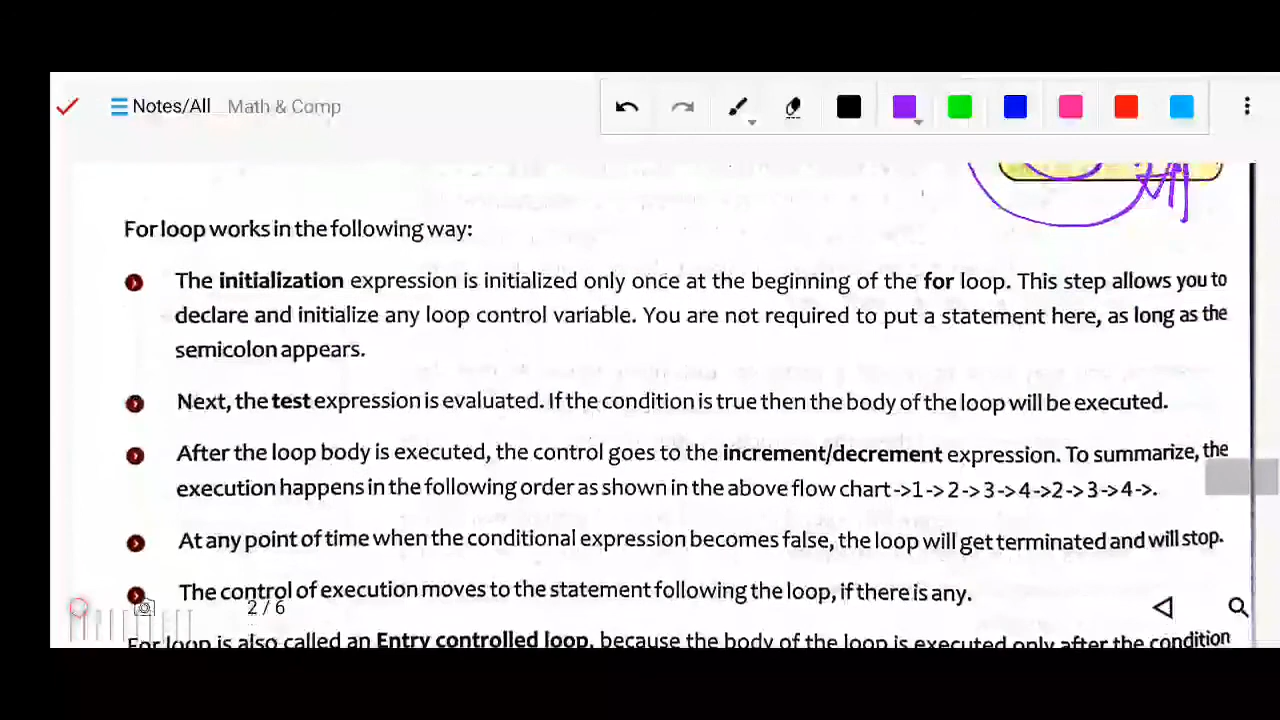 Notes/All Math & Comp
For loop works in the following way:
The initialization expression is initialized only once at the beginning of the for loop. This step allows you to
declare and initialize any loop control variable. You are not required to put a statement here, as long as the
semicolon appears.
Next, the test expression is evaluated. If the condition is true then the body of the loop will be executed.
After the loop body is executed, the control goes to the increment/decrement expression. To summarize, the
execution happens in the following order as shown in the above flow chart->1->2->3->4->2->3->4->.
At any point of time when the conditional expression becomes false, the loop will get terminated and will stop.
The control of execution moves to the statement following the loop, if there is any.
2 / 6
For loop is also called an Entry controlled loop, because the body of the loop is executed only after the condition